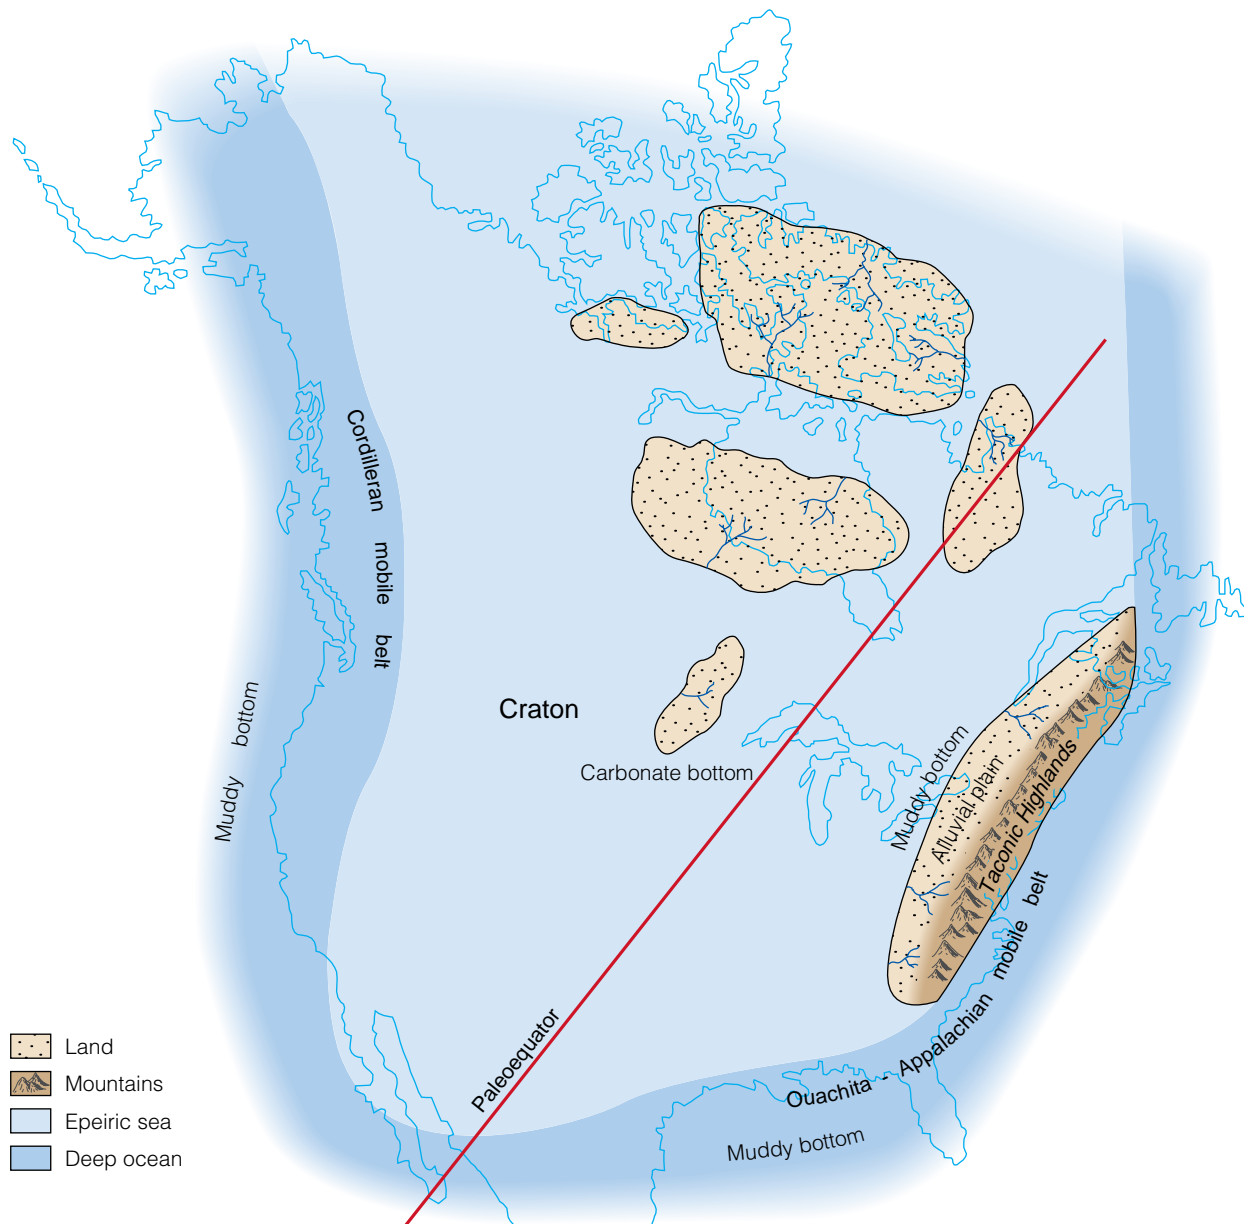 Cordilleran mobile belt
Muddy bottom
Craton
Carbonate bottom
Muddy bottom
Alluvial plain
Taconic Highlands
Paleoequator
Ouachita - Appalachian mobile belt
Muddy bottom
Land
Mountains
Epeiric sea
Deep ocean